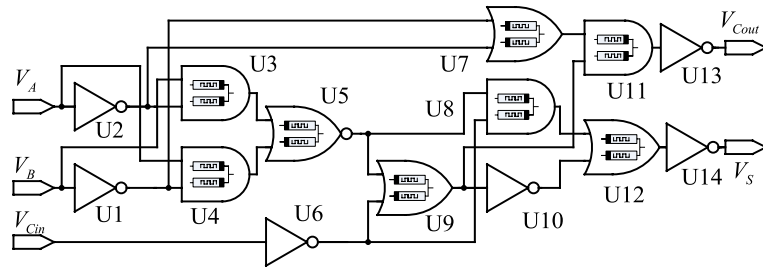 V_Cout
U7
U11
U13
V_A
U3
U2
U5
U8
V_B
U12
U14
V_S
U1
U4
U6
U9
U10
V_Cin